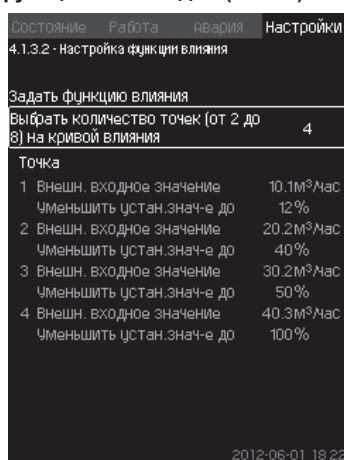 Состояние Работа Авария Настройки
4.1.3.2 - Настройка функции влияния
Задать функцию влияния
Выбрать количество точек (от 2 до 4
8) на кривой влияния
Точка
1 Внешн. входное значение 10.1м³/час
Уменьшить устан.знач-е до 12%
2 Внешн. входное значение 20.2м³/час
Уменьшить устан.знач-е до 40%
3 Внешн. входное значение 30.2м³/час
Уменьшить устан.знач-е до 50%
4 Внешн. входное значение 40.3м³/час
Уменьшить устан.знач-е до 100%
2012-06-01 18:22